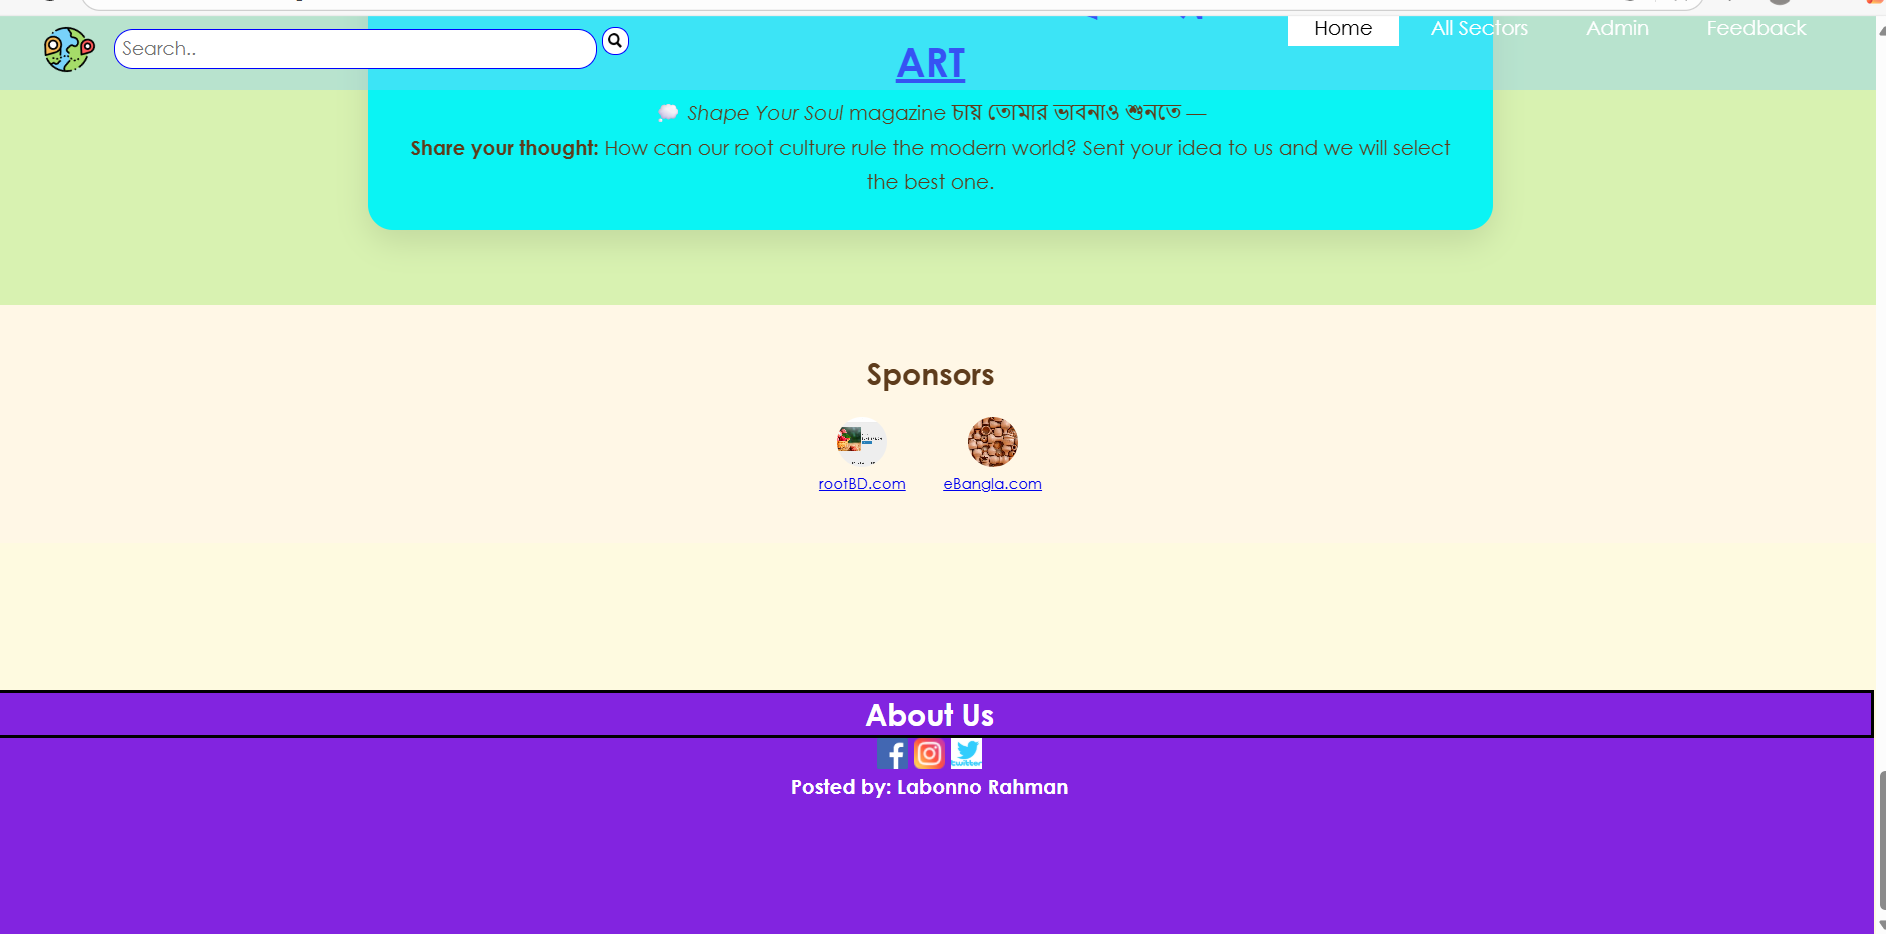 Search..
Home
All Sectors
Admin
Feedback
ART
Shape Your Soul magazine চায় তোমার ভাবনাও শুনতে —
Share your thought: How can our root culture rule the modern world? Sent your idea to us and we will select
the best one.
Sponsors
rootBD.com
eBangla.com
About Us
twitter
Posted by: Labonno Rahman